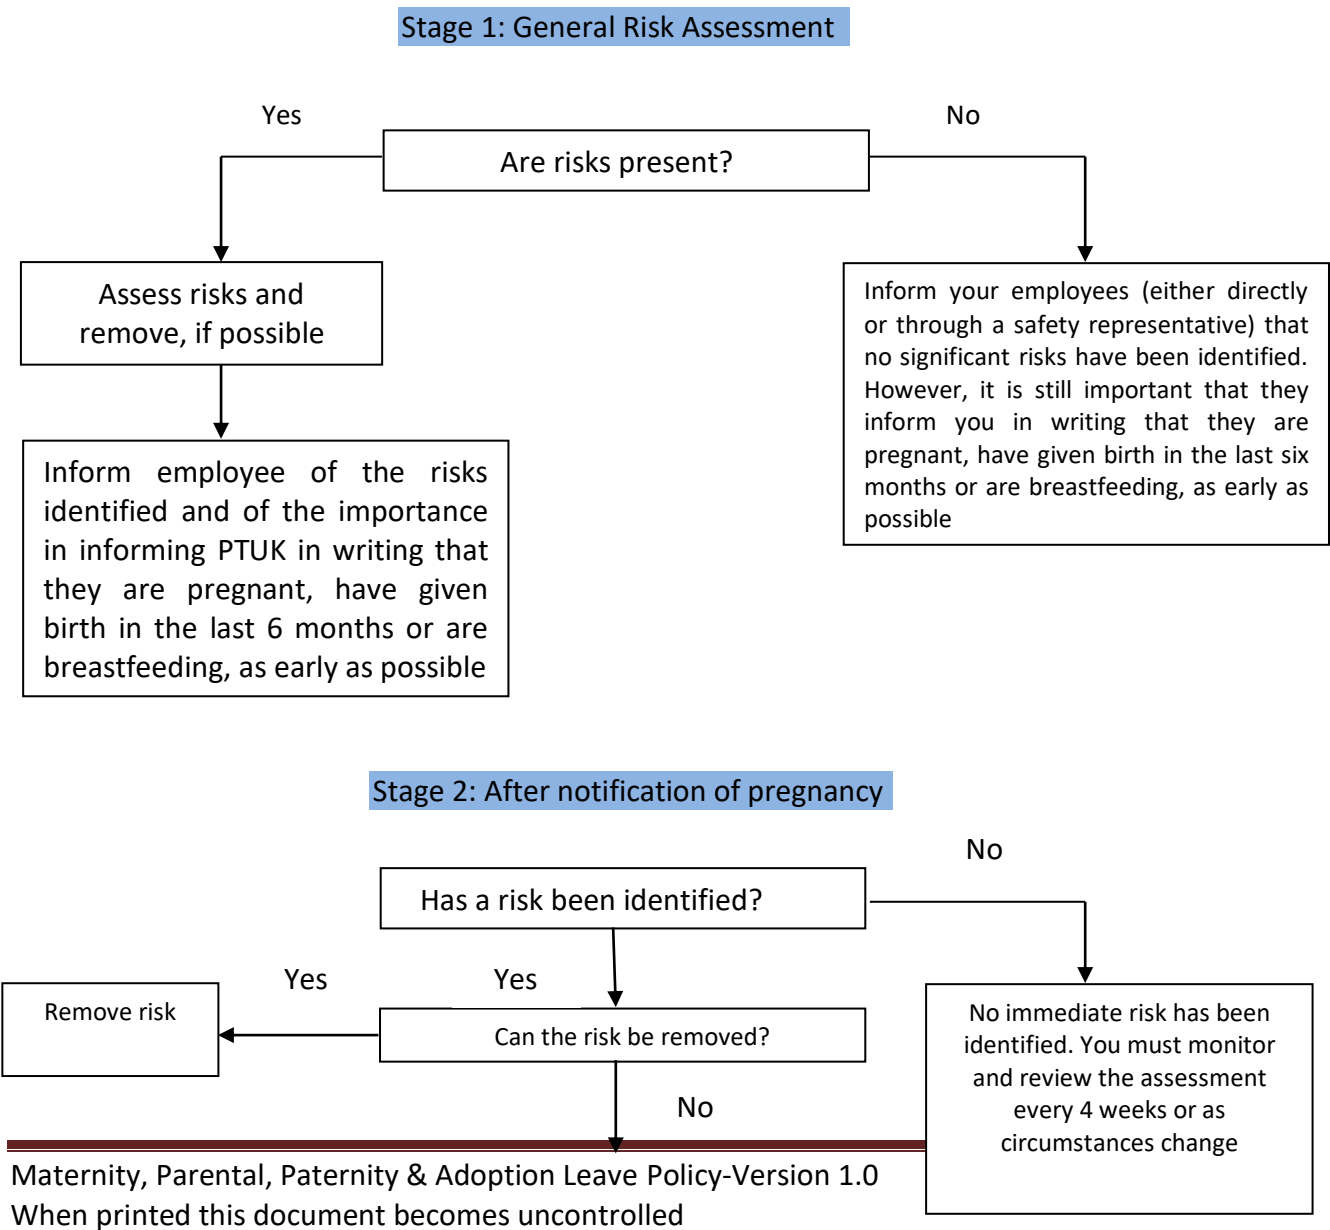 Stage 1: General Risk Assessment
Yes
No
Are risks present?
Assess risks and
remove, if possible
Inform your employees (either directly
or through a safety representative) that
no significant risks have been identified.
However, it is still important that they
inform you in writing that they are
pregnant, have given birth in the last six
months or are breastfeeding, as early as
possible
Inform employee of the risks
identified and of the importance
in informing PTUK in writing that
they are pregnant, have given
birth in the last 6 months or are
breastfeeding, as early as possible
Stage 2: After notification of pregnancy
No
Has a risk been identified?
Yes
Yes
Remove risk
Can the risk be removed?
No immediate risk has been
identified. You must monitor
and review the assessment
every 4 weeks or as
circumstances change
No
Maternity, Parental, Paternity & Adoption Leave Policy-Version 1.0
When printed this document becomes uncontrolled